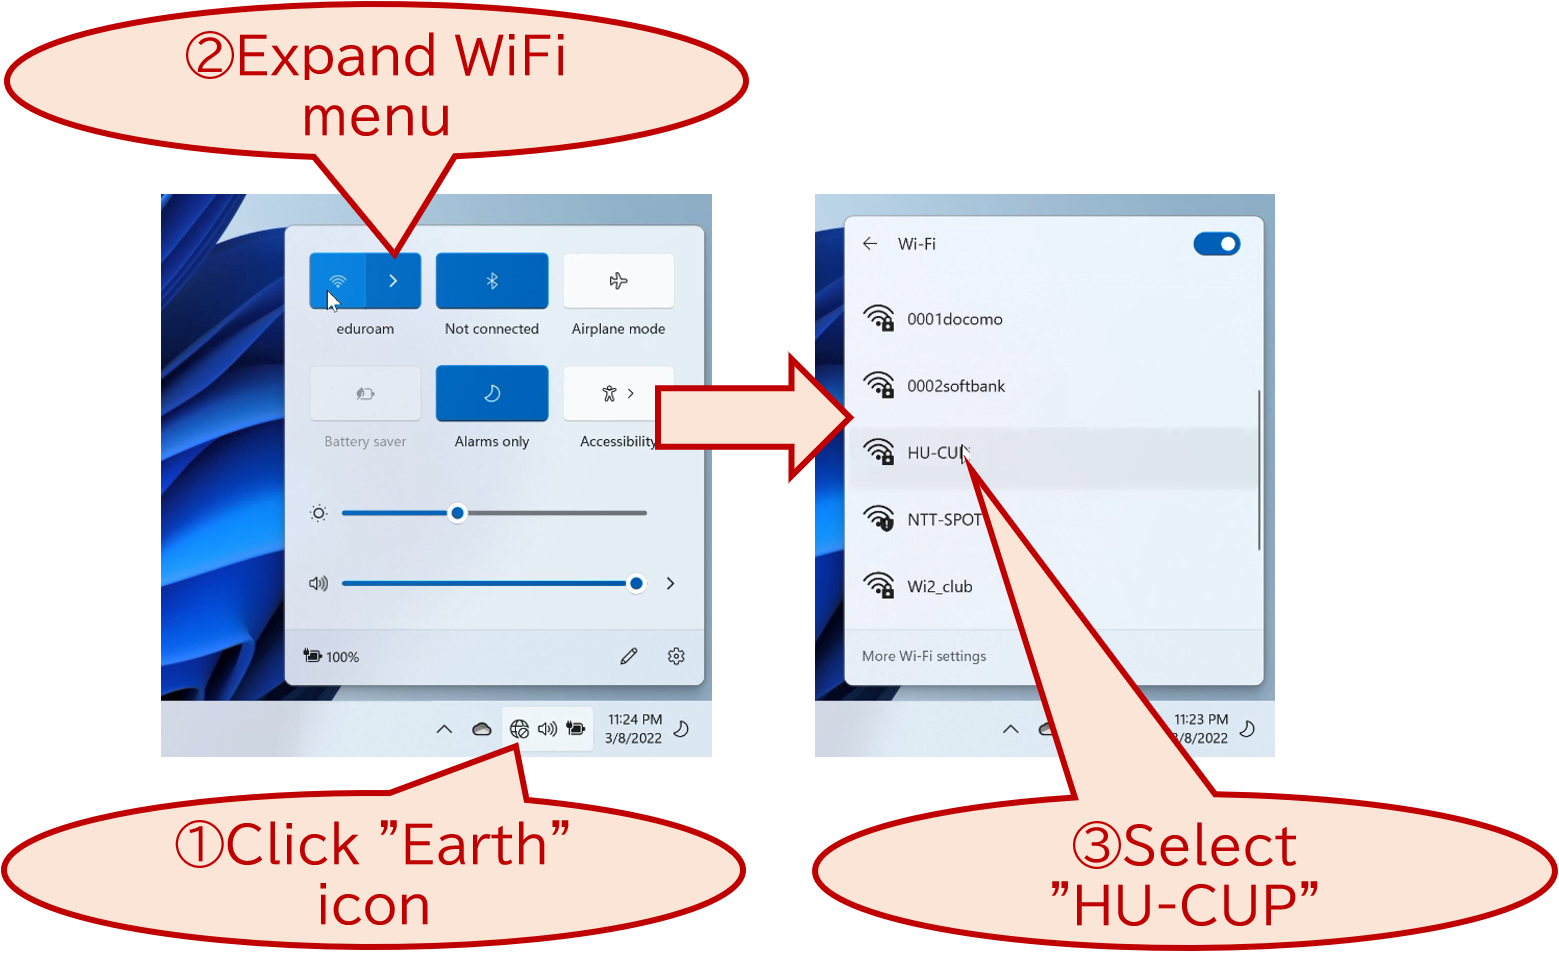 ②Expand WiFi
menu
eduroam
Not connected
Airplane mode
Battery saver
Alarms only
Accessibility
100%
11:24 PM
3/8/2022
①Click ”Earth”
icon
Wi-Fi
0001docomo
0002softbank
HU-CUP
NTT-SPOT
Wi2_club
More Wi-Fi settings
11:23 PM
3/8/2022
③Select
”HU-CUP”